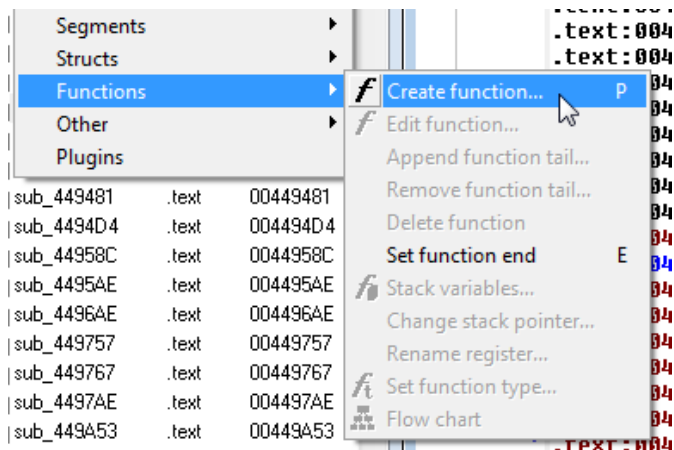 Segments
Structs
Functions
Other
Plugins
Create function... P
Edit function...
Append function tail...
Remove function tail...
Delete function
Set function end E
Stack variables...
Change stack pointer...
Rename register...
Set function type...
Flow chart
sub_449481 .text 00449481
sub_4494D4 .text 004494D4
sub_44958C .text 0044958C
sub_4495AE .text 004495AE
sub_4496AE .text 004496AE
sub_449757 .text 00449757
sub_449767 .text 00449767
sub_4497AE .text 004497AE
sub_449A53 .text 00449A53
.text:004
.text:004
.text:004